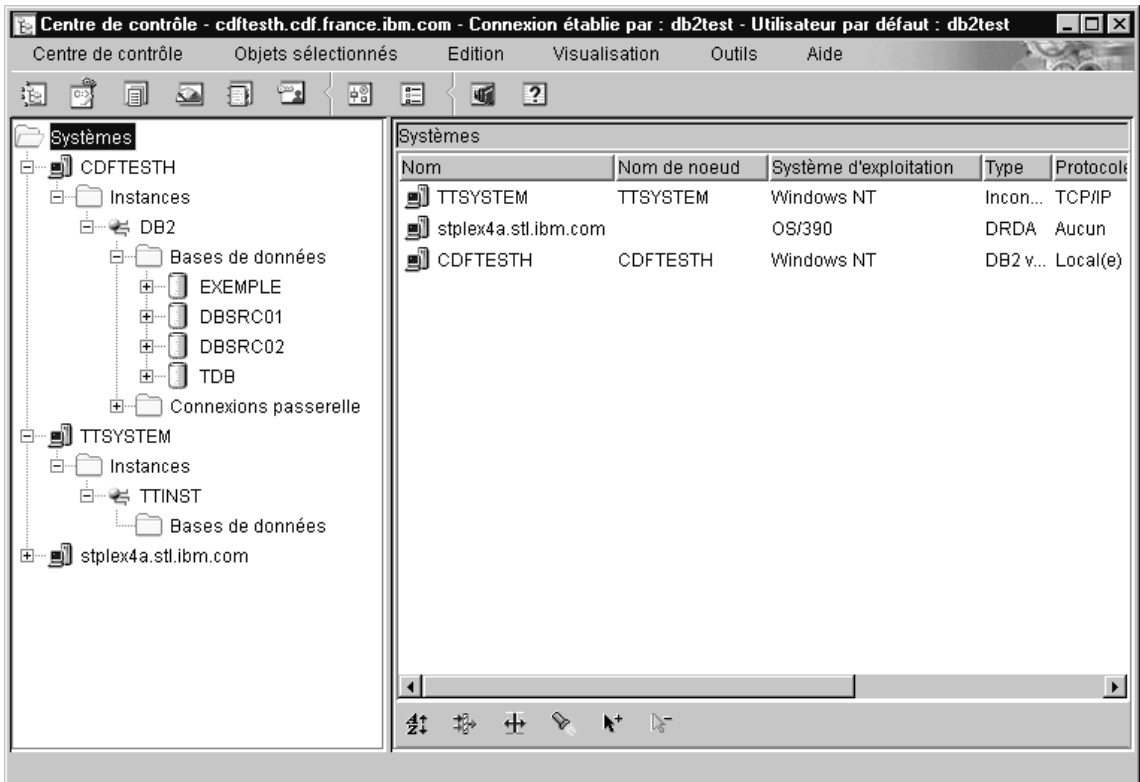 Centre de contrôle - cdftesth.cdf.france.ibm.com - Connexion établie par : db2test - Utilisateur par défaut : db2test
Centre de contrôle Objets sélectionnés Edition Visualisation Outils Aide
Systèmes
CDFTESTH
Instances
DB2
Bases de données
EXEMPLE
DBSRC01
DBSRC02
TDB
Connexions passerelle
TTSYSTEM
Instances
TTINST
Bases de données
stplex4a.stl.ibm.com
Systèmes
Nom Nom de noeud Système d'exploitation Type Protocole
TTSYSTEM TTSYSTEM Windows NT Incon... TCP/IP
stplex4a.stl.ibm.com OS/390 DRDA Aucun
CDFTESTH CDFTESTH Windows NT DB2 v... Local(e)